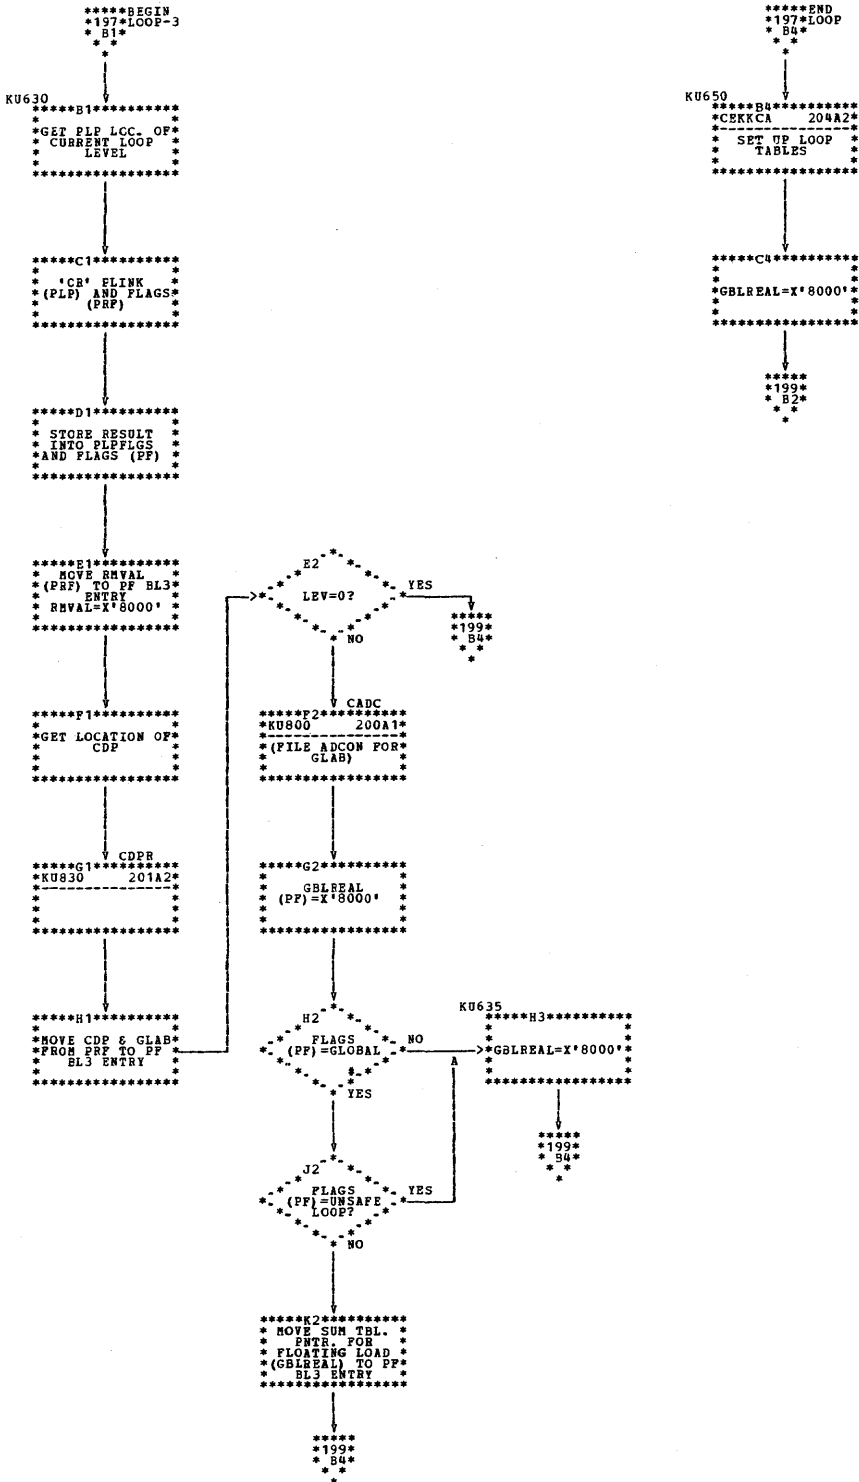 *****BEGIN
*197*LOOP-3
* B1*
* *
*
KU630
*****B1**********
*GET PLP LCC. OF*
* CURRENT LOOP *
* LEVEL *
*****************
*****C1**********
* 'CR' PLINK *
*(PLP) AND FLAGS*
* (PRF) *
*****************
*****D1**********
* STORE RESULT *
* INTO PLPFLGS *
*AND FLAGS (PF) *
*****************
*****E1**********
* MOVE RMVAL *
*(PRF) TO PF BL3*
* ENTRY *
* RMVAL=X'8000' *
*****************
*****F1**********
*GET LOCATION OF*
* CDP *
*****************
CDPR
*****G1**********
*KU830 201A2*
*---------------*
*****************
*****H1**********
*MOVE CDP & GLAB*
*FROM PRF TO PF *
* BL3 ENTRY *
*****************
E2
LEV=0?
YES
NO
*****
*199*
* B4*
* *
*
CADC
*****F2**********
*KU800 200A1*
*---------------*
*(FILE ADCON FOR*
* GLAB) *
*****************
*****G2**********
* GBLREAL *
* (PF)=X'8000' *
*****************
H2
FLAGS
(PF)=GLOBAL
NO
YES
A
KU635
*****H3**********
*GBLREAL=X'8000'*
*****************
*****
*199*
* B4*
* *
*
J2
FLAGS
(PF)=UNSAFE
LOOP?
YES
NO
*****K2**********
* MOVE SUM TBL. *
* PNTR. FOR *
* FLOATING LOAD *
*(GBLREAL) TO PF*
* BL3 ENTRY *
*****************
*****
*199*
* B4*
* *
*
*****END
*197*LOOP
* B4*
* *
*
KU650
*****B4**********
*CEKKCA 204A2*
*---------------*
* SET UP LOOP *
* TABLES *
*****************
*****C4**********
*GBLREAL=X'8000'*
*****************
*****
*199*
* B2*
* *
*